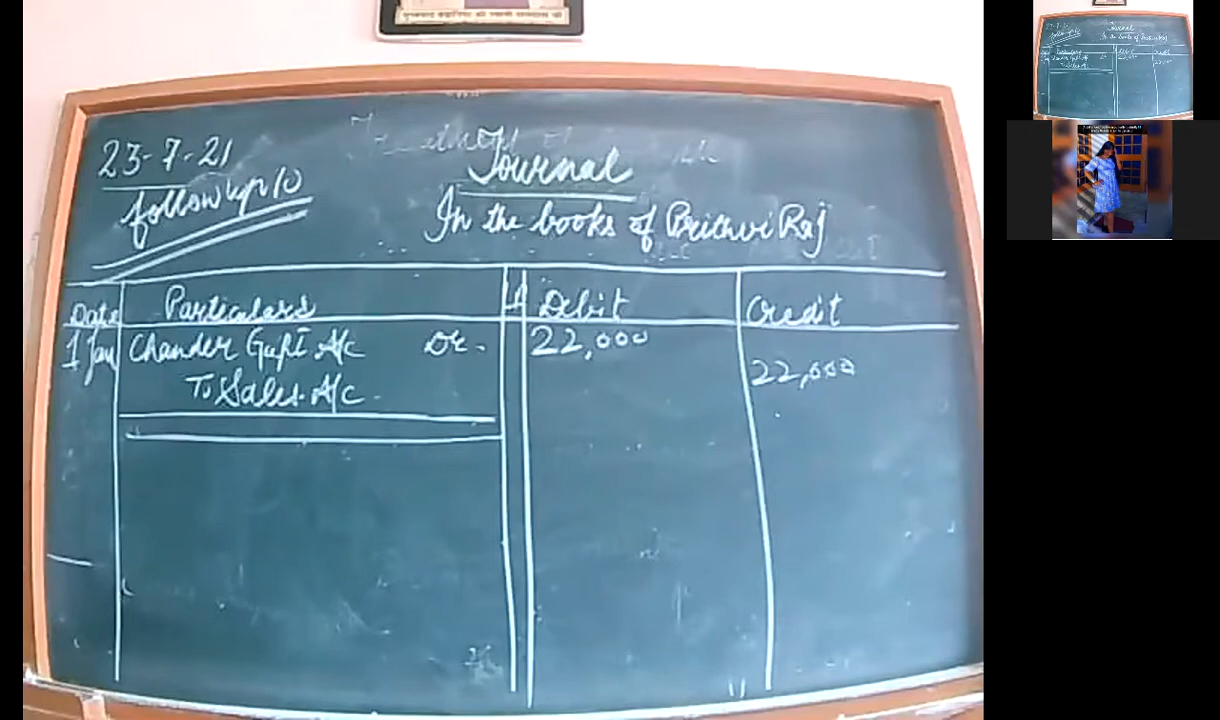 23-7-21
follow up 10
Journal
In the books of Prithvi Raj
Date Particulars Debit Credit
1 Jan Chander Gupt A/c Dr. 22,000
To Sales A/c. 22,000